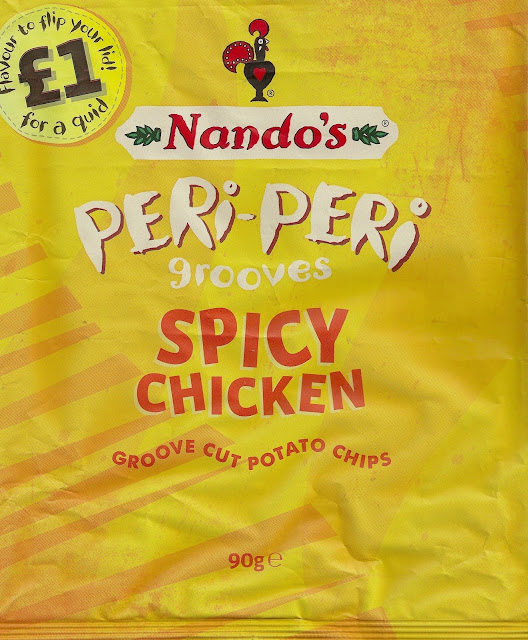 flavour to flip your lid!
£1
for a quid
Nando's®
PERi-PERi
grooves
SPICY
CHICKEN
GROOVE CUT POTATO CHIPS
90g℮